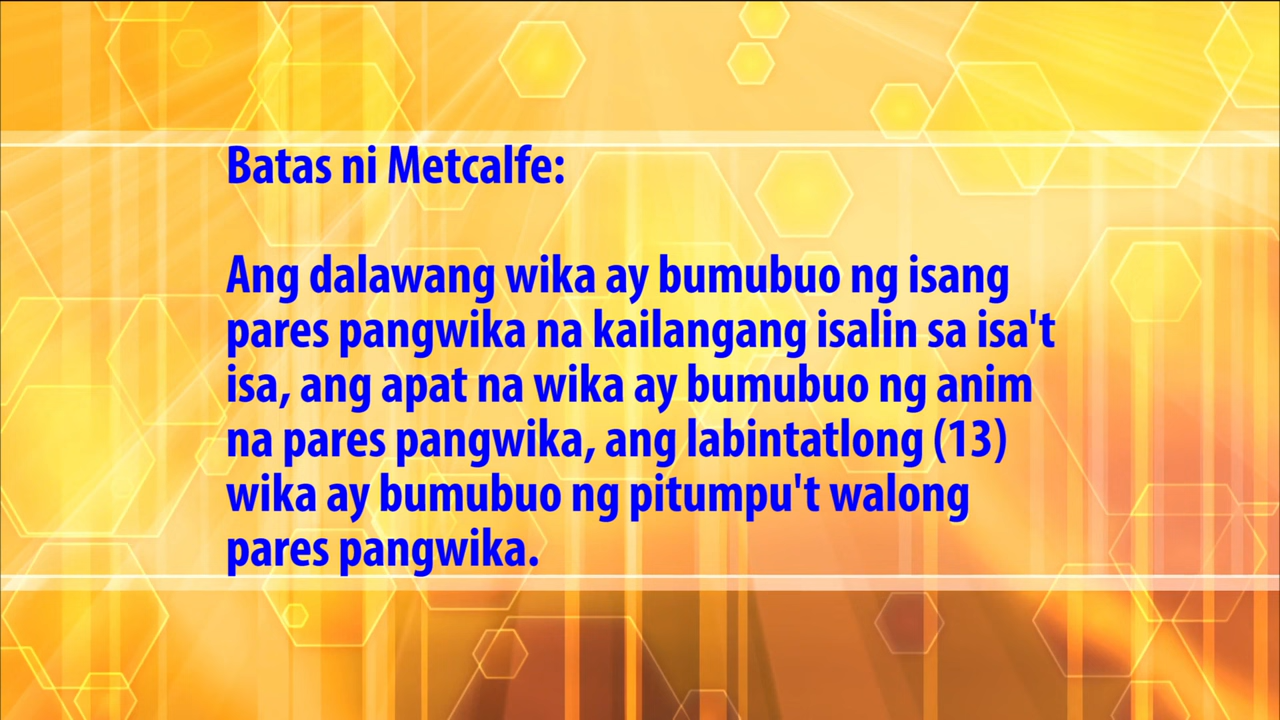 Batas ni Metcalfe:
Ang dalawang wika ay bumubuo ng isang
pares pangwika na kailangang isalin sa isa't
isa, ang apat na wika ay bumubuo ng anim
na pares pangwika, ang labintatlong (13)
wika ay bumubuo ng pitumpu't walong
pares pangwika.